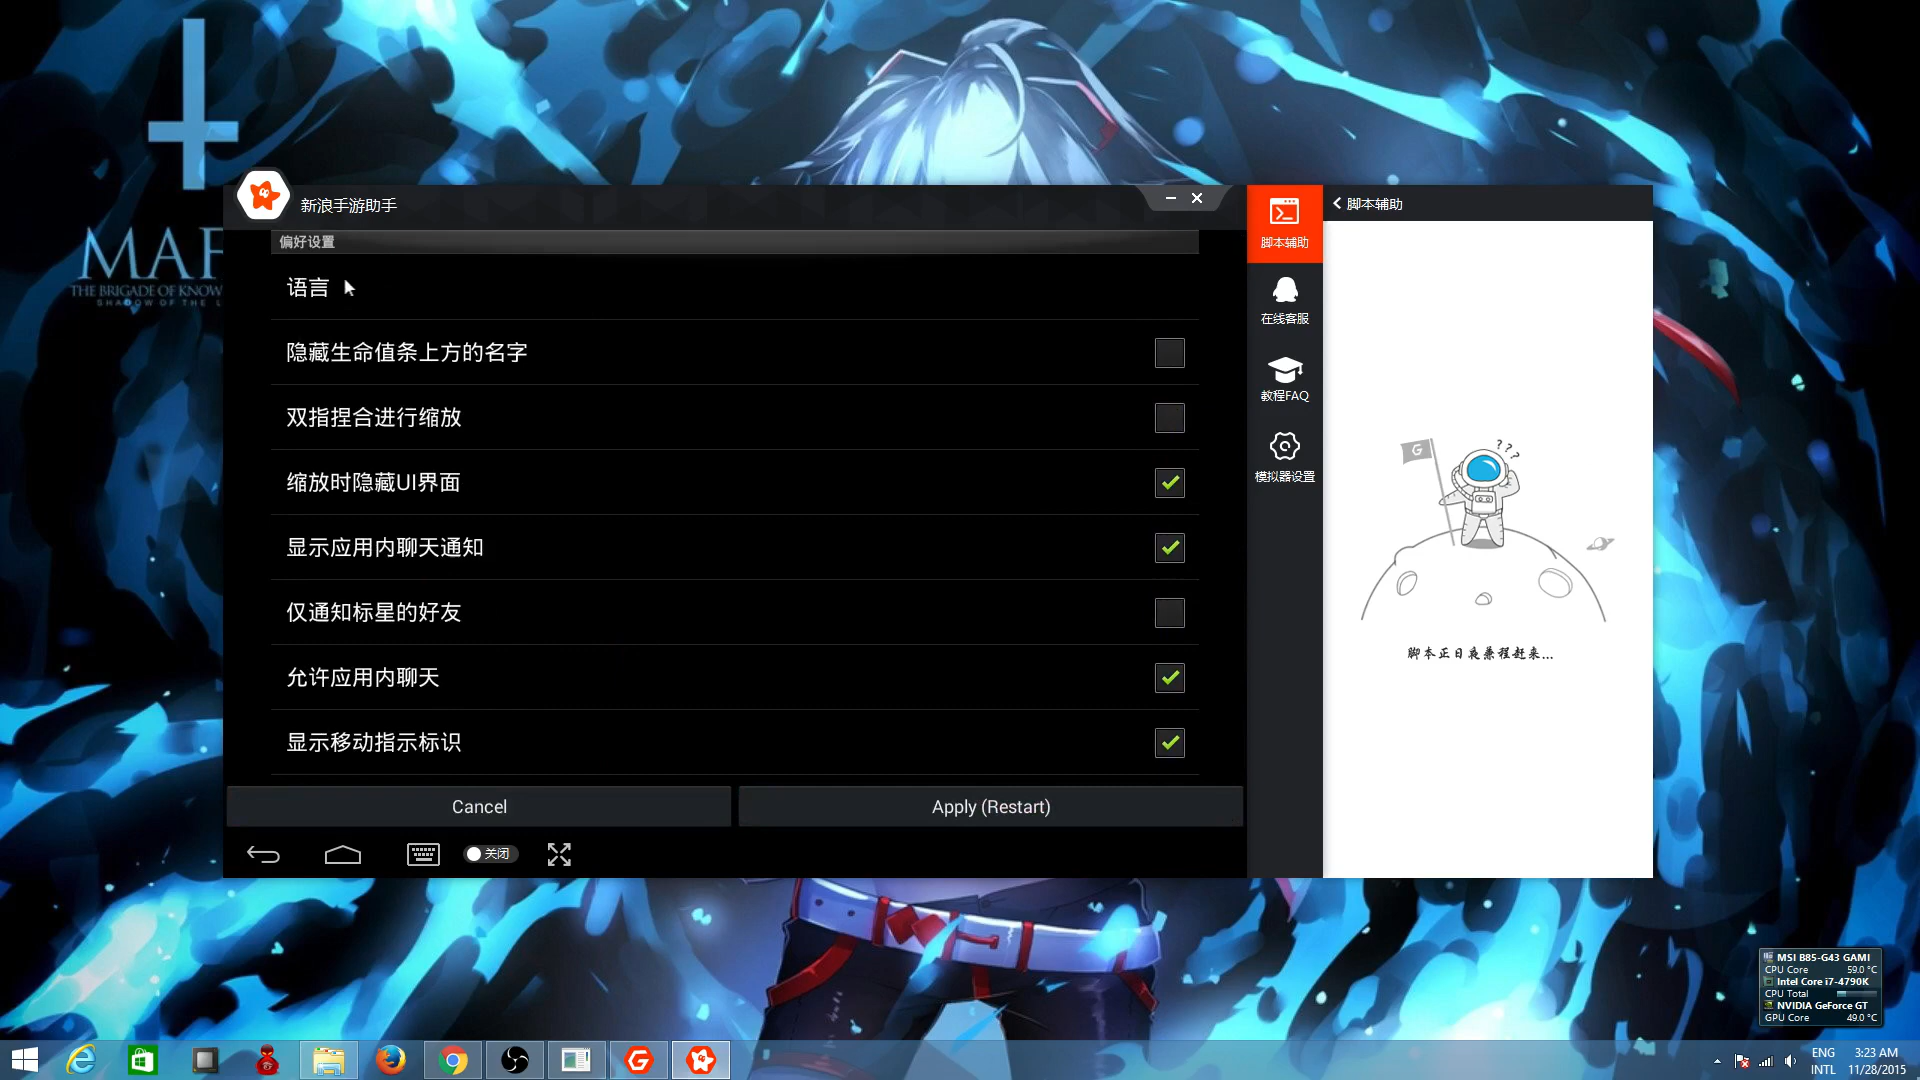 MAF
THE BRIGADE OF KNOW
SHADOW OF THE L
新浪手游助手
偏好设置
语言
隐藏生命值条上方的名字
双指捏合进行缩放
缩放时隐藏UI界面
显示应用内聊天通知
仅通知标星的好友
允许应用内聊天
显示移动指示标识
Cancel
Apply (Restart)
关闭
脚本辅助
在线客服
教程FAQ
模拟器设置
脚本辅助
G
???
脚本正日夜兼程赶来...
MSI B85-G43 GAMI
CPU Core 59.0 °C
Intel Core i7-4790K
CPU Total
NVIDIA GeForce GT
GPU Core 49.0 °C
ENG
INTL
3:23 AM
11/28/2015